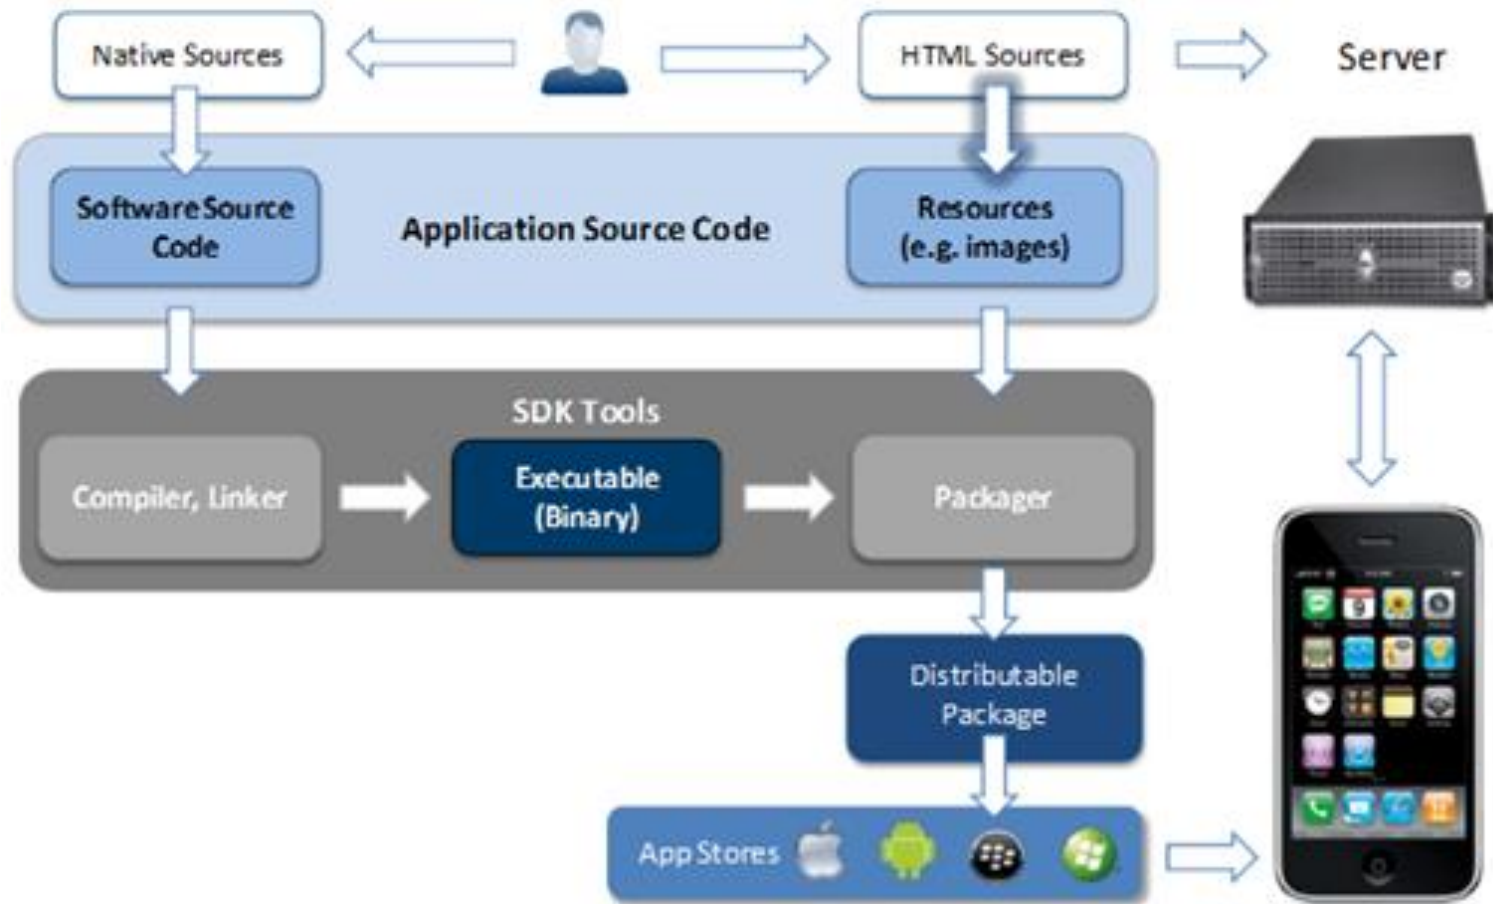 Native Sources
HTML Sources
Server
Software Source
Code
Application Source Code
Resources
(e.g. images)
SDK Tools
Compiler, Linker
Executable
(Binary)
Packager
Distributable
Package
App Stores
9